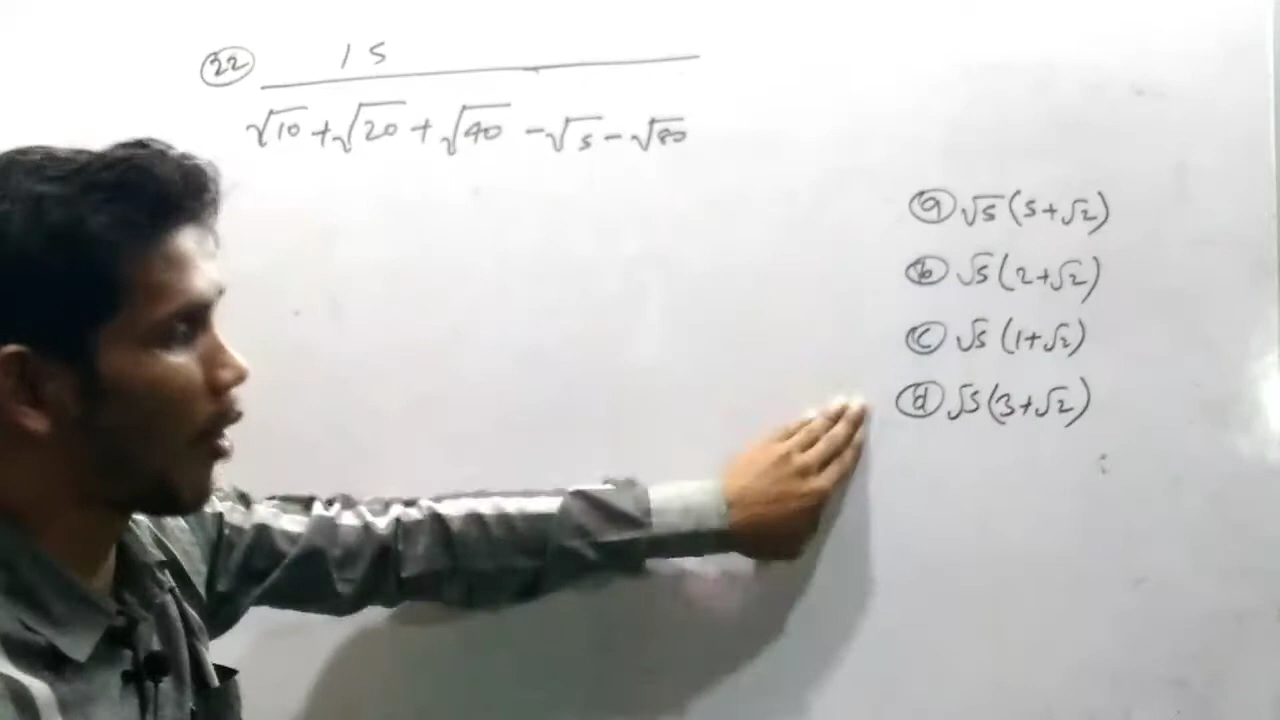 22 15
√10 + √20 + √40 - √5 - √80
a √5 (5+√2)
b √5 (2+√2)
c √5 (1+√2)
d √5 (3+√2)